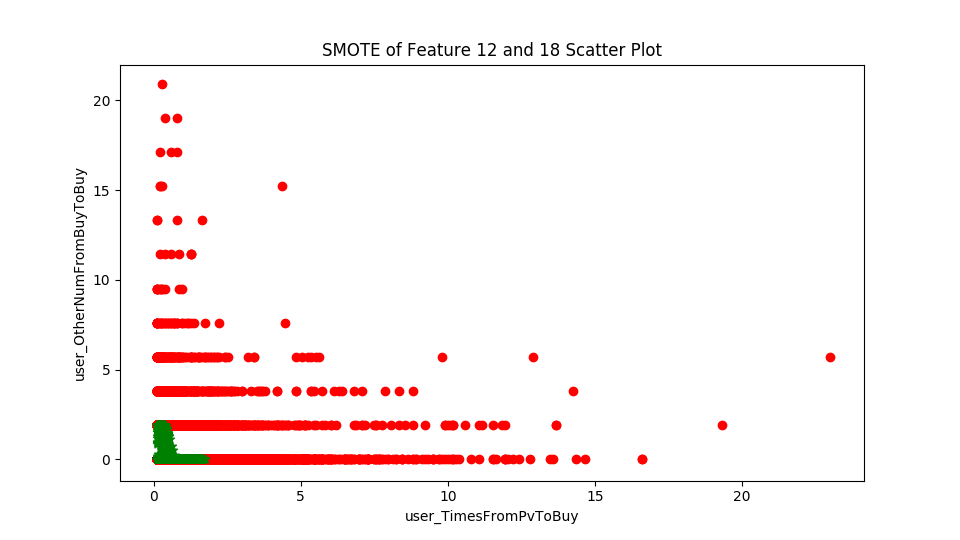 SMOTE of Feature 12 and 18 Scatter Plot
20
15
10
5
0
user_OtherNumFromBuyToBuy
0 5 10 15 20
user_TimesFromPvToBuy